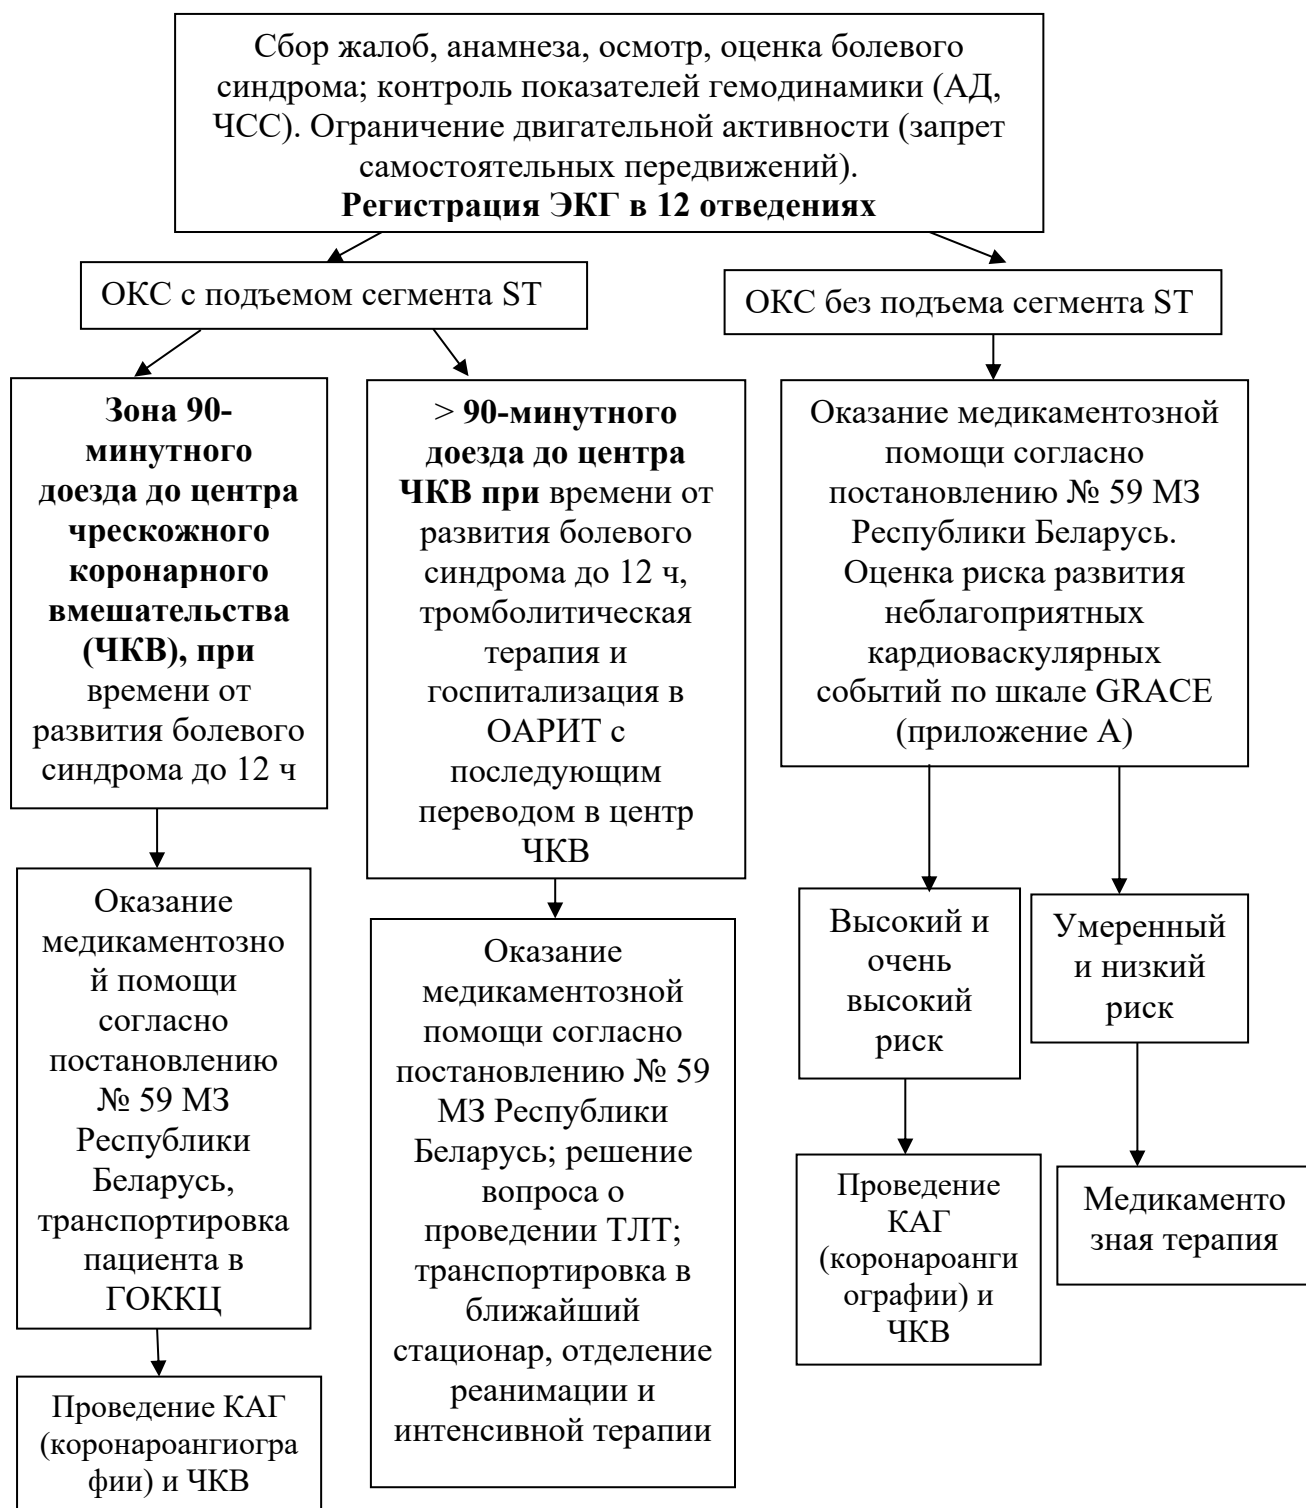 Сбор жалоб, анамнеза, осмотр, оценка болевого
синдрома; контроль показателей гемодинамики (АД,
ЧСС). Ограничение двигательной активности (запрет
самостоятельных передвижений).
Регистрация ЭКГ в 12 отведениях
ОКС с подъемом сегмента ST
ОКС без подъема сегмента ST
Зона 90-
минутного
доезда до центра
чрескожного
коронарного
вмешательства
(ЧКВ), при
времени от
развития болевого
синдрома до 12 ч
> 90-минутного
доезда до центра
ЧКВ при времени от
развития болевого
синдрома до 12 ч,
тромболитическая
терапия и
госпитализация в
ОАРИТ с
последующим
переводом в центр
ЧКВ
Оказание медикаментозной
помощи согласно
постановлению № 59 МЗ
Республики Беларусь.
Оценка риска развития
неблагоприятных
кардиоваскулярных
событий по шкале GRACE
(приложение А)
Оказание
медикаментозно
й помощи
согласно
постановлению
№ 59 МЗ
Республики
Беларусь,
транспортировка
пациента в
ГОККЦ
Оказание
медикаментозной
помощи согласно
постановлению № 59
МЗ Республики
Беларусь; решение
вопроса о
проведении ТЛТ;
транспортировка в
ближайший
стационар, отделение
реанимации и
интенсивной терапии
Высокий и
очень
высокий
риск
Умеренный
и низкий
риск
Проведение
КАГ
(коронароанги
ографии) и
ЧКВ
Медикаменто
зная терапия
Проведение КАГ
(коронароангиогра
фии) и ЧКВ